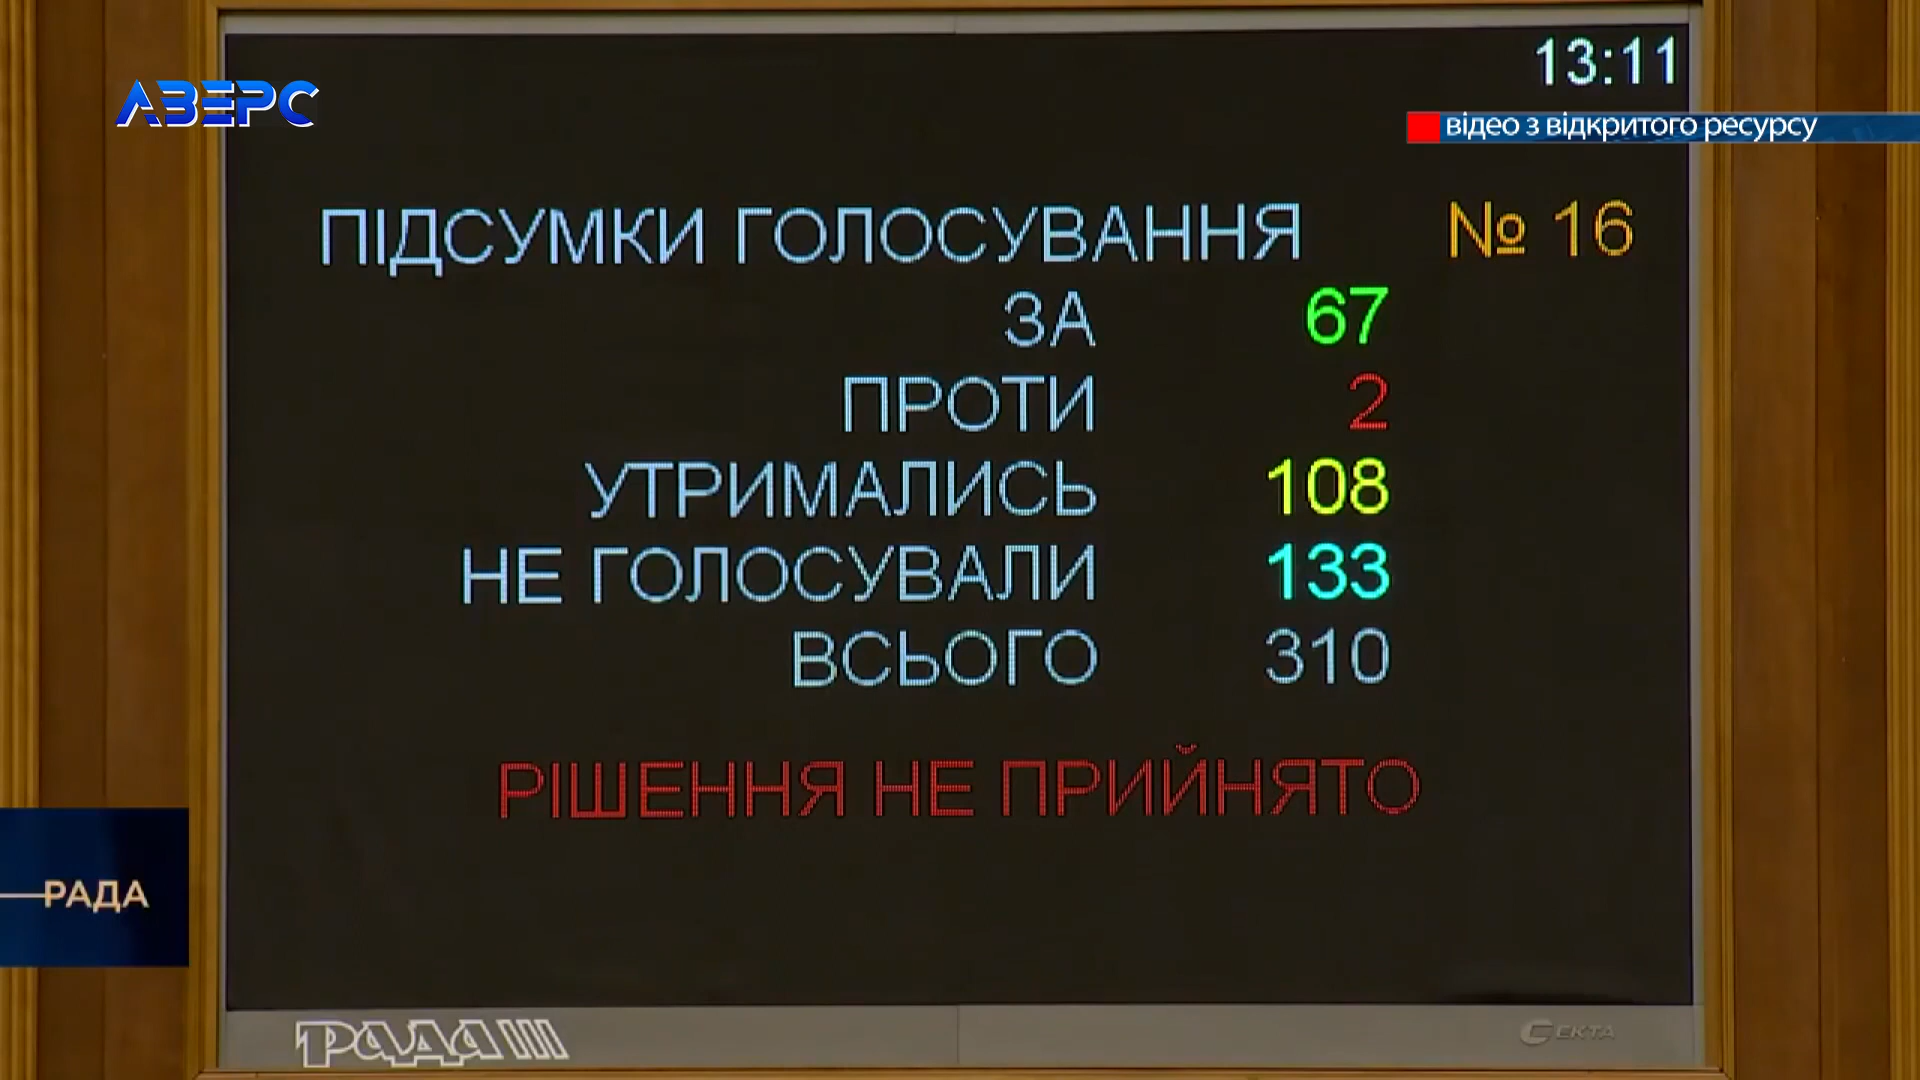 13:11
АВЕРС
відео з відкритого ресурсу
ПІДСУМКИ ГОЛОСУВАННЯ № 16
ЗА 67
ПРОТИ 2
УТРИМАЛИСЬ 108
НЕ ГОЛОСУВАЛИ 133
ВСЬОГО 310
РІШЕННЯ НЕ ПРИЙНЯТО
РАДА
РАДА III
СЕКТА